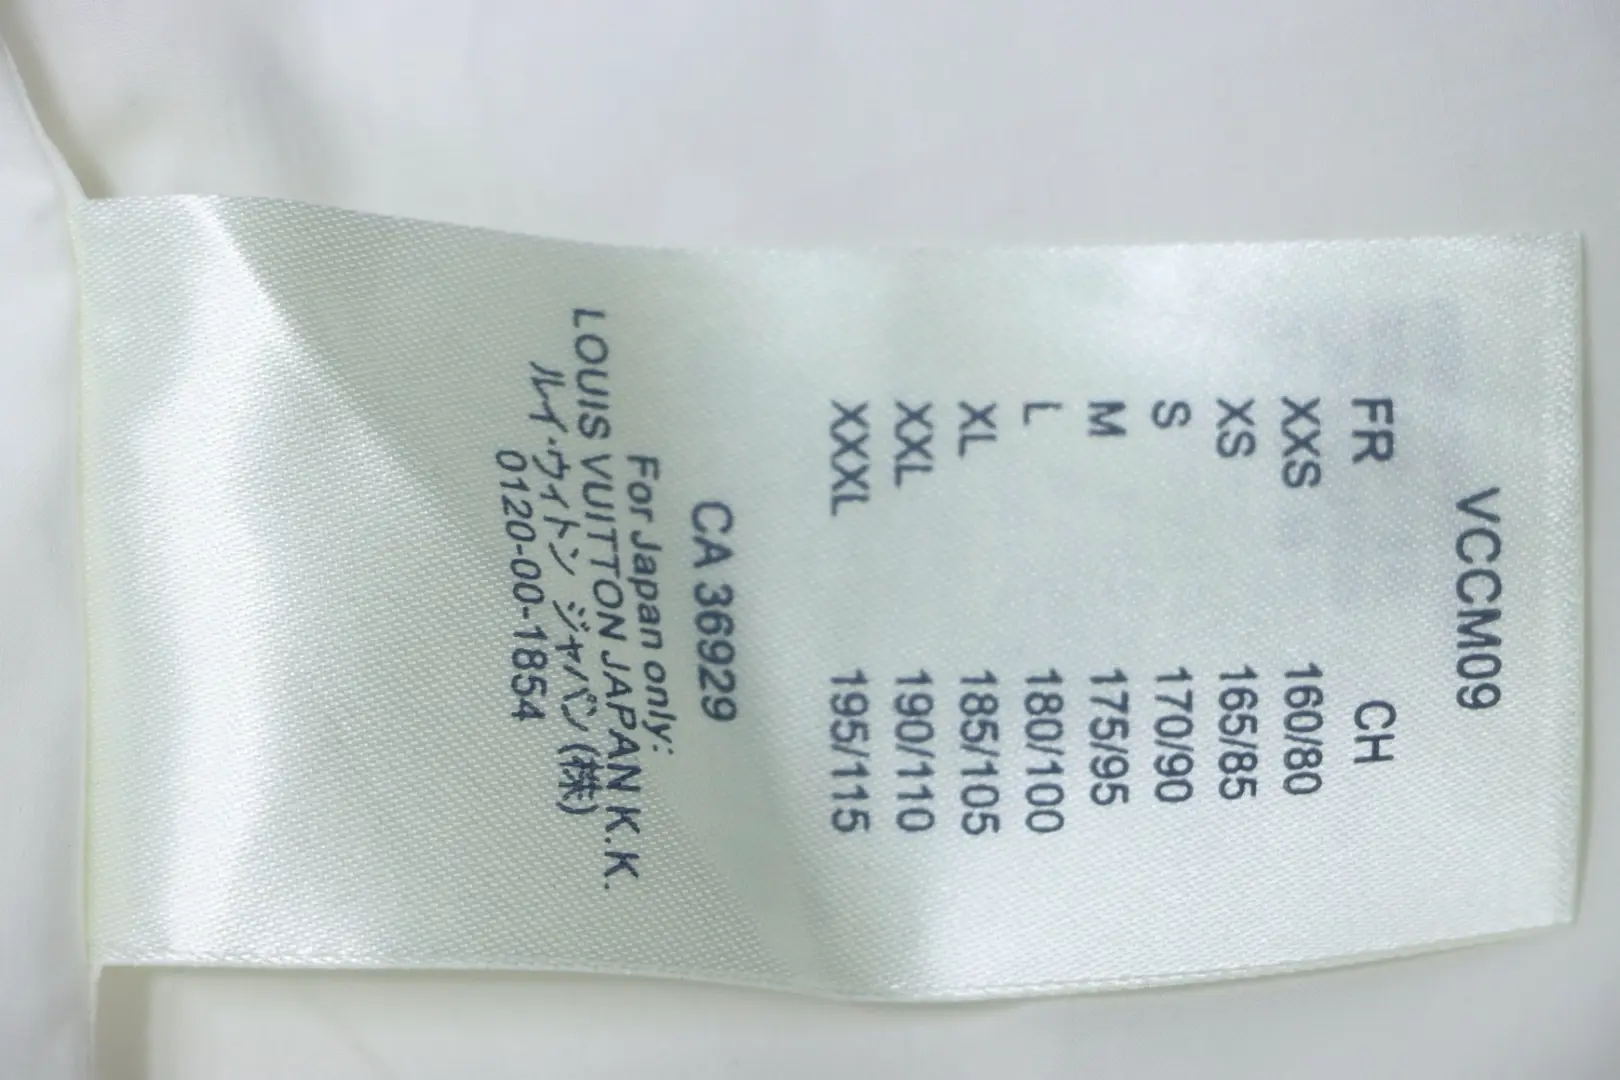 VCCM09
FR CH
XXS 160/80
XS 165/85
S 170/90
M 175/95
L 180/100
XL 185/105
XXL 190/110
XXXL 195/115
CA 36929
For Japan only:
LOUIS VUITTON JAPAN K.K.
ルイ・ヴィトン ジャパン(株)
0120-00-1854